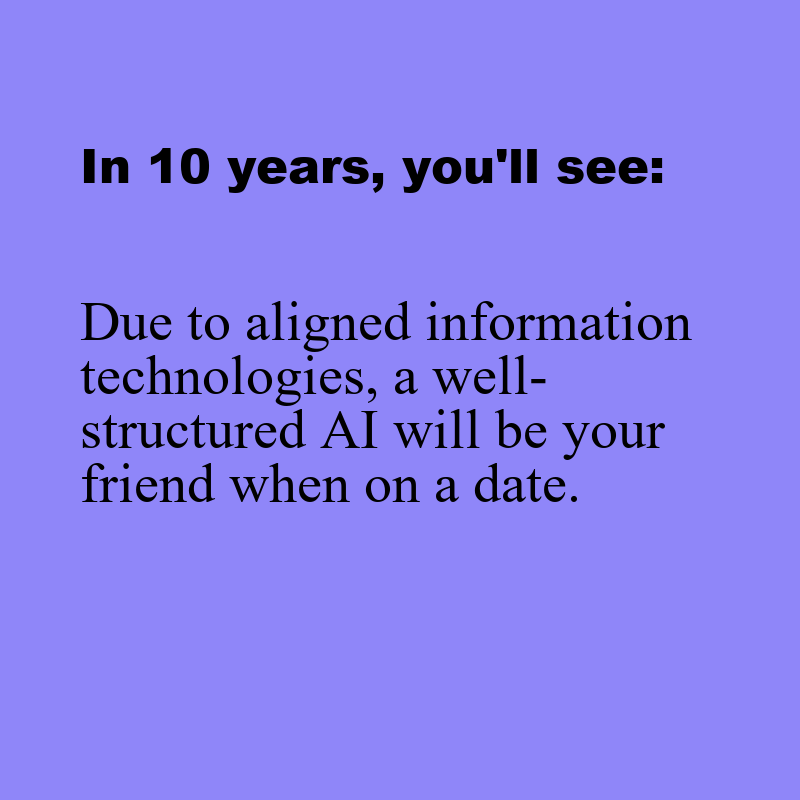 In 10 years, you'll see:
Due to aligned information
technologies, a well-
structured AI will be your
friend when on a date.